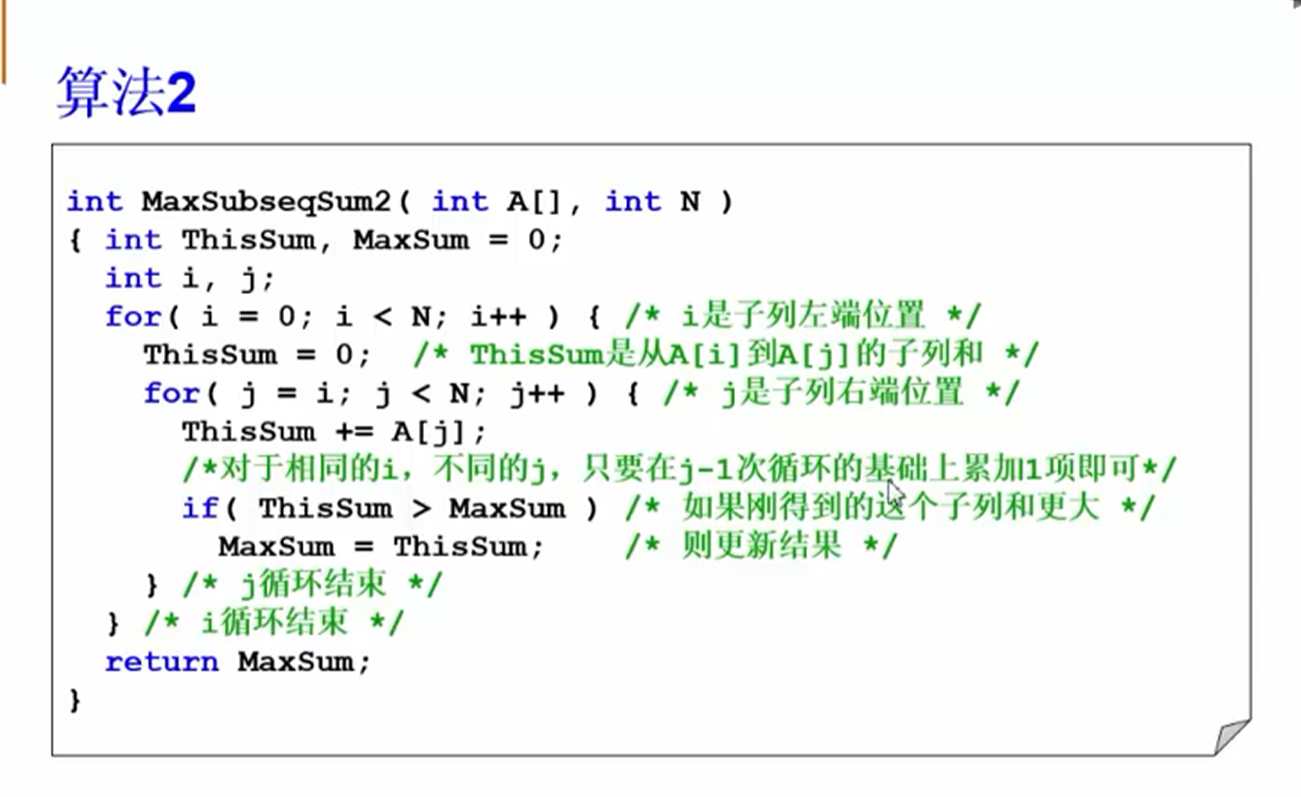 算法2
int MaxSubseqSum2( int A[], int N )
{ int ThisSum, MaxSum = 0;
int i, j;
for( i = 0; i < N; i++ ) { /* i是子列左端位置 */
ThisSum = 0; /* ThisSum是从A[i]到A[j]的子列和 */
for( j = i; j < N; j++ ) { /* j是子列右端位置 */
ThisSum += A[j];
/*对于相同的i，不同的j，只要在j-1次循环的基础上累加1项即可*/
if( ThisSum > MaxSum ) /* 如果刚得到的这个子列和更大 */
MaxSum = ThisSum; /* 则更新结果 */
} /* j循环结束 */
} /* i循环结束 */
return MaxSum;
}